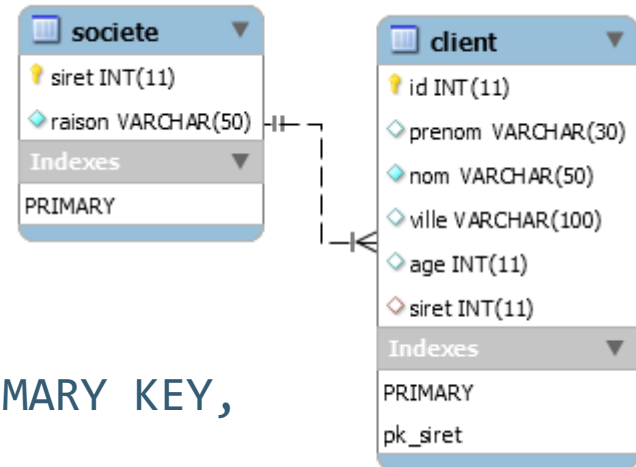 societe
siret INT(11)
raison VARCHAR(50)
Indexes
PRIMARY
client
id INT(11)
prenom VARCHAR(30)
nom VARCHAR(50)
ville VARCHAR(100)
age INT(11)
siret INT(11)
Indexes
PRIMARY
pk_siret
MARY KEY,